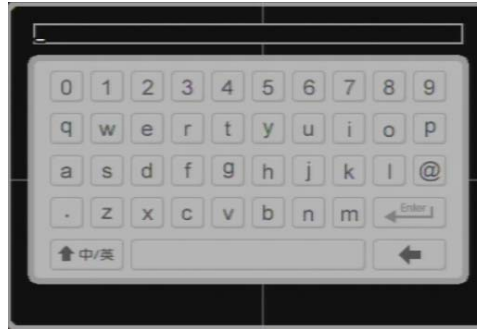 0 1 2 3 4 5 6 7 8 9
q w e r t y u i o p
a s d f g h j k l @
. z x c v b n m Enter
中/英